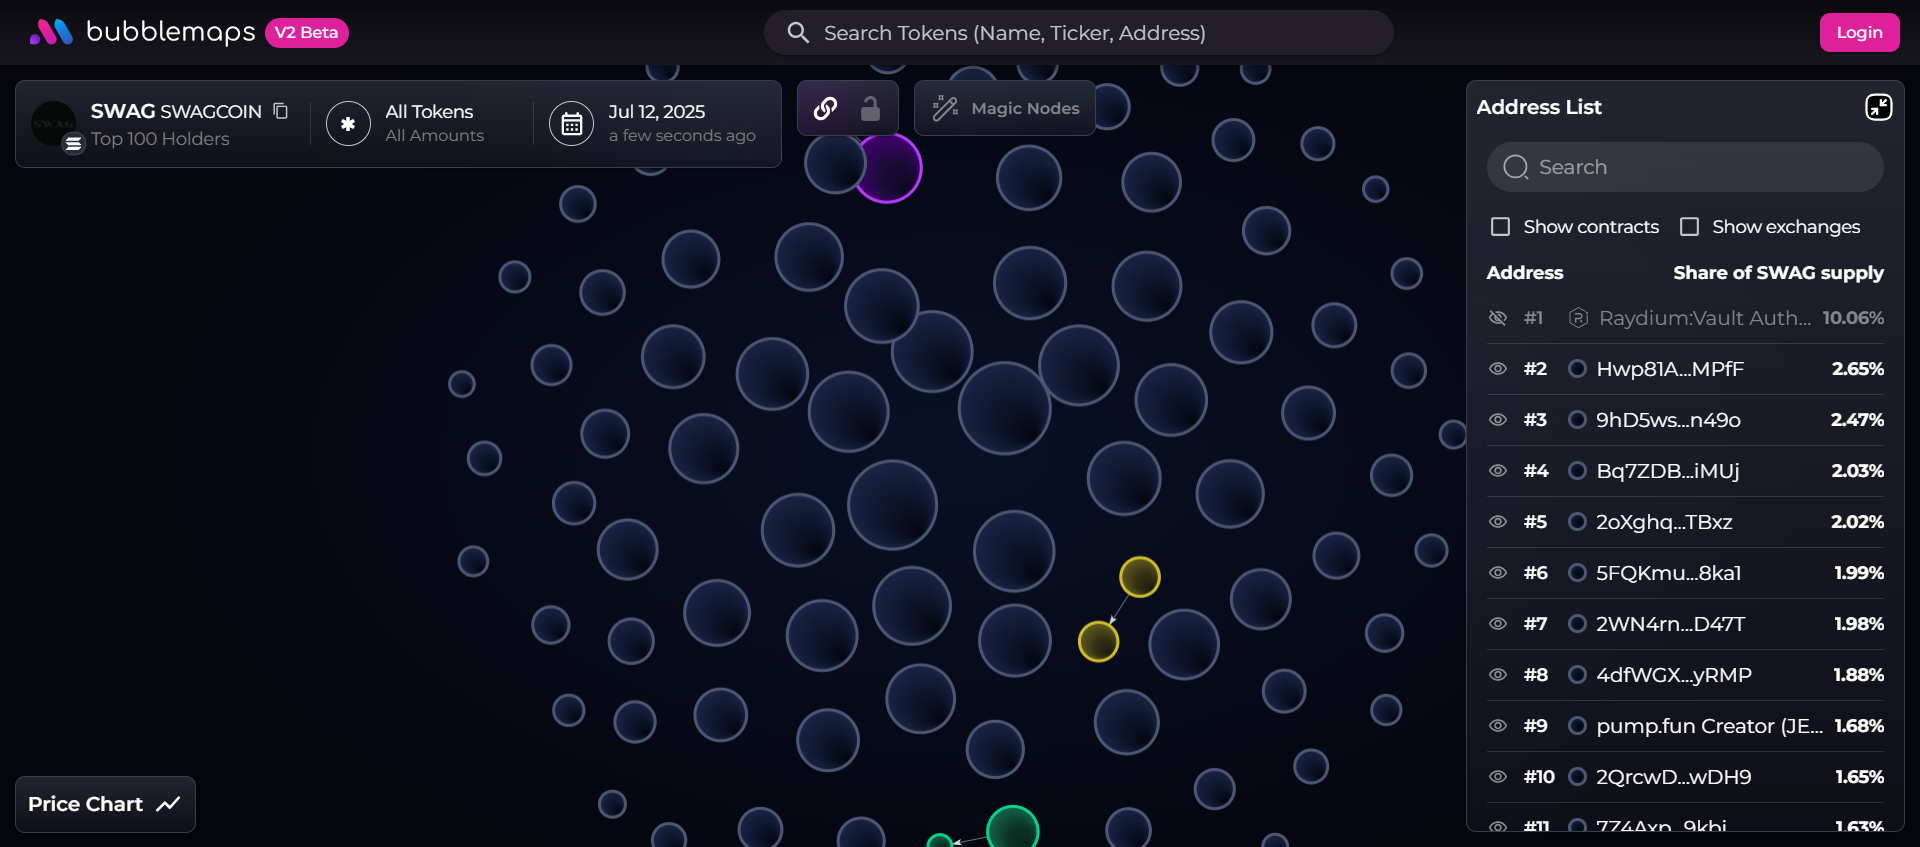 bubblemaps V2 Beta
Search Tokens (Name, Ticker, Address)
Login
SWAG SWAGCOIN
Top 100 Holders
All Tokens
All Amounts
Jul 12, 2025
a few seconds ago
Magic Nodes
Address List
Search
Show contracts Show exchanges
Address Share of SWAG supply
#1 Raydium:Vault Auth... 10.06%
#2 Hwp81A...MPfF 2.65%
#3 9hD5ws...n49o 2.47%
#4 Bq7ZDB...iMUj 2.03%
#5 2oXghq...TBxz 2.02%
#6 5FQKmu...8ka1 1.99%
#7 2WN4rn...D47T 1.98%
#8 4dfWGX...yRMP 1.88%
#9 pump.fun Creator (JE... 1.68%
#10 2QrcwD...wDH9 1.65%
#11 1.63%
Price Chart